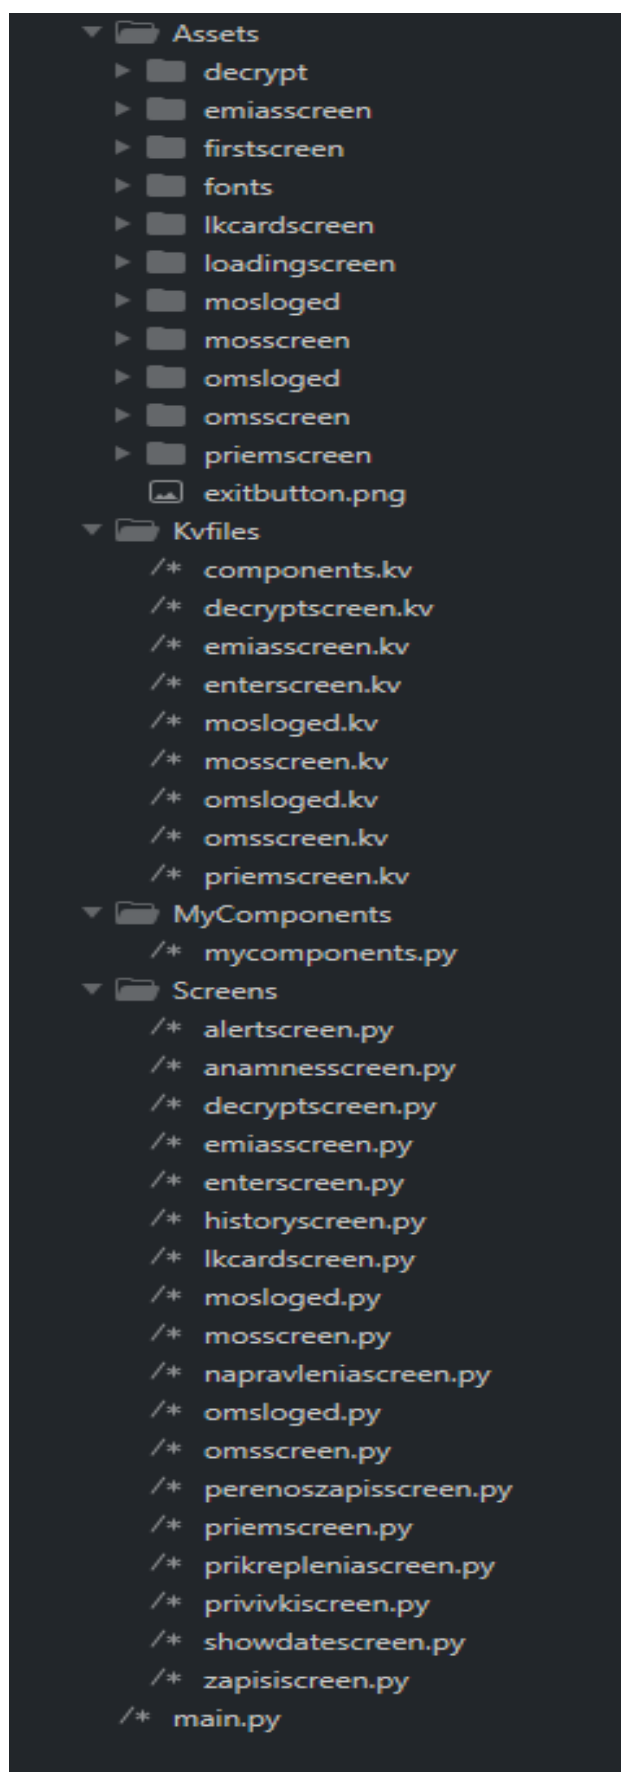 Assets
decrypt
emiasscreen
firstscreen
fonts
lkcardscreen
loadingscreen
mosloged
mosscreen
omsloged
omsscreen
priemscreen
exitbutton.png
Kvfiles
/* components.kv
/* decryptscreen.kv
/* emiasscreen.kv
/* enterscreen.kv
/* mosloged.kv
/* mosscreen.kv
/* omsloged.kv
/* omsscreen.kv
/* priemscreen.kv
MyComponents
/* mycomponents.py
Screens
/* alertscreen.py
/* anamnesscreen.py
/* decryptscreen.py
/* emiasscreen.py
/* enterscreen.py
/* historyscreen.py
/* lkcardscreen.py
/* mosloged.py
/* mosscreen.py
/* napravleniascreen.py
/* omsloged.py
/* omsscreen.py
/* perenoszapisscreen.py
/* priemscreen.py
/* prikrepleniascreen.py
/* privivkiscreen.py
/* showdatescreen.py
/* zapisiscreen.py
/* main.py